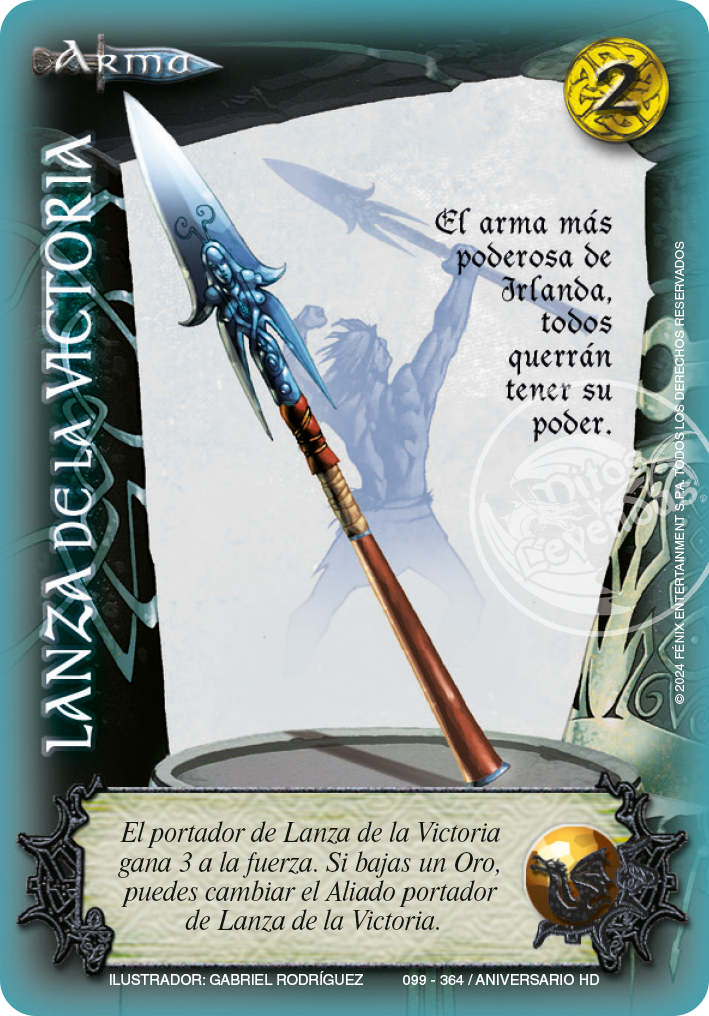 Arma
2
LANZA DE LA VICTORIA
El arma más
poderosa de
Irlanda,
todos
querrán
tener su
poder.
Mitos
Leyendas
®
© 2024 FÉNIX ENTERTAINMENT S.P.A. TODOS LOS DERECHOS RESERVADOS
El portador de Lanza de la Victoria
gana 3 a la fuerza. Si bajas un Oro,
puedes cambiar el Aliado portador
de Lanza de la Victoria.
ILUSTRADOR: GABRIEL RODRÍGUEZ
099 - 364 / ANIVERSARIO HD